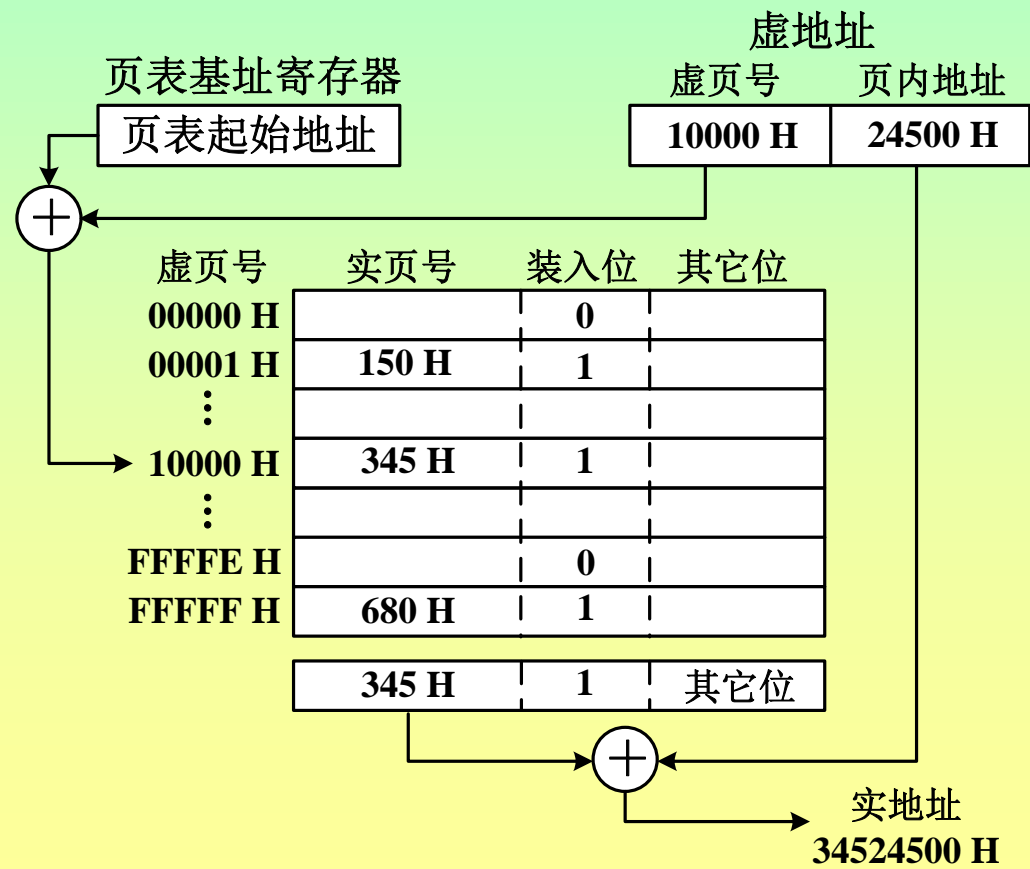 虚地址
页表基址寄存器
虚页号 页内地址
页表起始地址
10000 H 24500 H
虚页号 实页号 装入位 其它位
00000 H 0
00001 H 150 H 1
⋮
10000 H 345 H 1
⋮
FFFFE H 0
FFFFF H 680 H 1
345 H 1 其它位
实地址
34524500 H